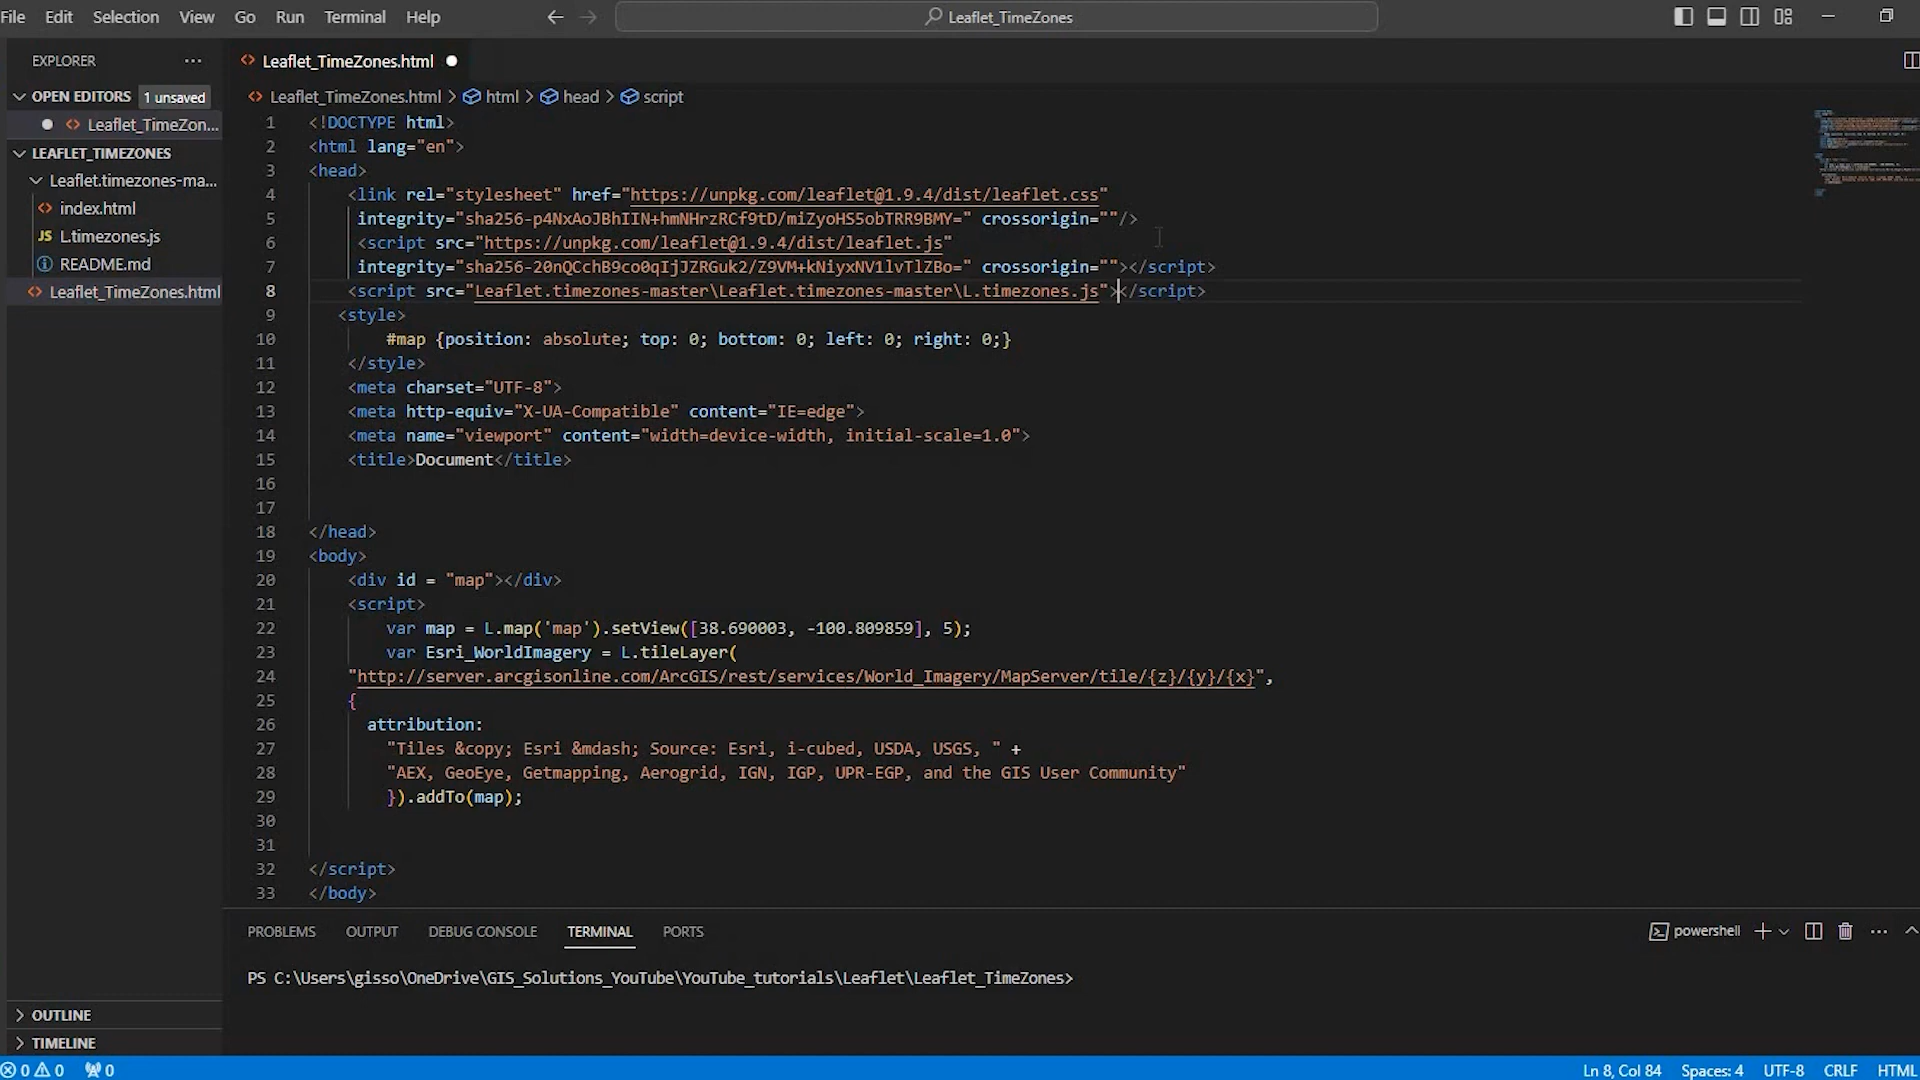 File Edit Selection View Go Run Terminal Help
Leaflet_TimeZones
EXPLORER
OPEN EDITORS 1 unsaved
Leaflet_TimeZon...
LEAFLET_TIMEZONES
Leaflet.timezones-ma...
index.html
JS L.timezones.js
README.md
Leaflet_TimeZones.html
OUTLINE
TIMELINE
Leaflet_TimeZones.html
Leaflet_TimeZones.html > html > head > script
1 <!DOCTYPE html>
2 <html lang="en">
3 <head>
4 <link rel="stylesheet" href="https://unpkg.com/leaflet@1.9.4/dist/leaflet.css"
5 integrity="sha256-p4NxAoJBhIIN+hmNHrzRCf9tD/miZyoHS5obTRR9BMY=" crossorigin=""/>
6 <script src="https://unpkg.com/leaflet@1.9.4/dist/leaflet.js"
7 integrity="sha256-20nQCchB9co0qIjJZRGuk2/Z9VM+kNiyxNV1lvTlZBo=" crossorigin=""></script>
8 <script src="Leaflet.timezones-master\Leaflet.timezones-master\L.timezones.js"></script>
9 <style>
10 #map {position: absolute; top: 0; bottom: 0; left: 0; right: 0;}
11 </style>
12 <meta charset="UTF-8">
13 <meta http-equiv="X-UA-Compatible" content="IE=edge">
14 <meta name="viewport" content="width=device-width, initial-scale=1.0">
15 <title>Document</title>
16
17
18 </head>
19 <body>
20 <div id = "map"></div>
21 <script>
22 var map = L.map('map').setView([38.690003, -100.809859], 5);
23 var Esri_WorldImagery = L.tileLayer(
24 "http://server.arcgisonline.com/ArcGIS/rest/services/World_Imagery/MapServer/tile/{z}/{y}/{x}",
25 {
26 attribution:
27 "Tiles &copy; Esri &mdash; Source: Esri, i-cubed, USDA, USGS, " +
28 "AEX, GeoEye, Getmapping, Aerogrid, IGN, IGP, UPR-EGP, and the GIS User Community"
29 }).addTo(map);
30
31
32 </script>
33 </body>
PROBLEMS OUTPUT DEBUG CONSOLE TERMINAL PORTS
powershell
PS C:\Users\gisso\OneDrive\GIS_Solutions_YouTube\YouTube_tutorials\Leaflet\Leaflet_TimeZones>
0 0 0 Ln 8, Col 84 Spaces: 4 UTF-8 CRLF HTML